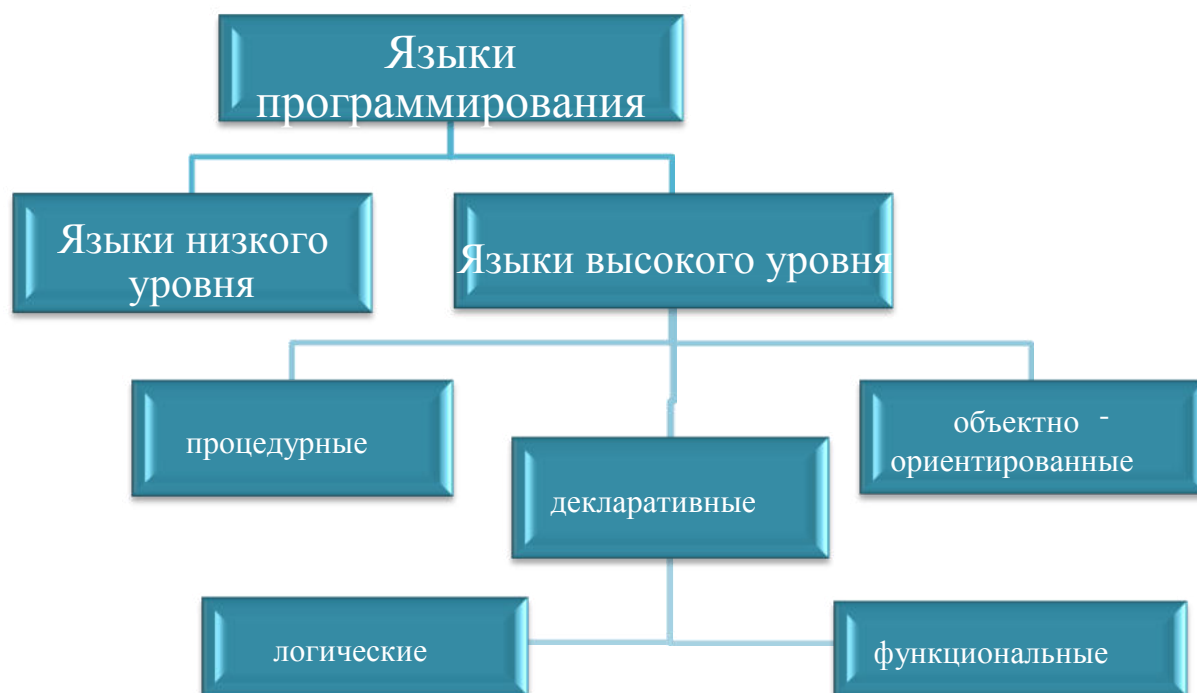 Языки
программирования
Языки низкого
уровня
Языки высокого уровня
процедурные
декларативные
объектно -
ориентированные
логические
функциональные